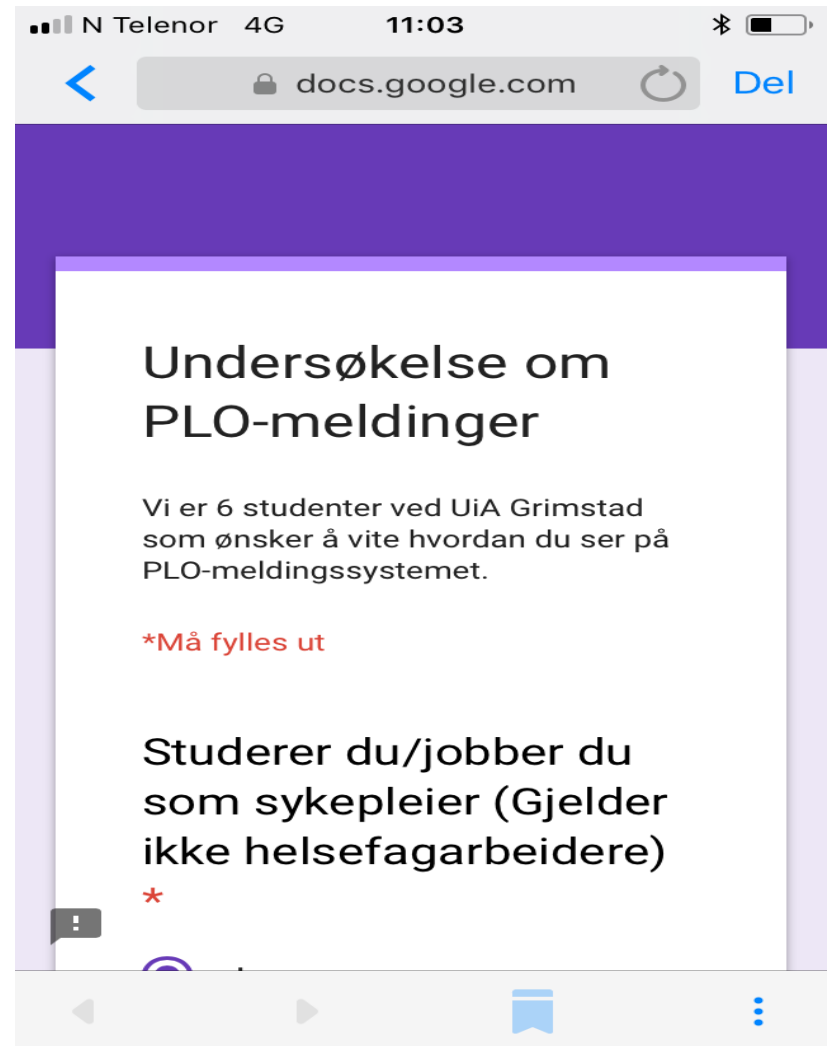 N Telenor 4G 11:03
docs.google.com Del
Undersøkelse om
PLO-meldinger
Vi er 6 studenter ved UiA Grimstad
som ønsker å vite hvordan du ser på
PLO-meldingssystemet.
*Må fylles ut
Studerer du/jobber du
som sykepleier (Gjelder
ikke helsefagarbeidere)
*